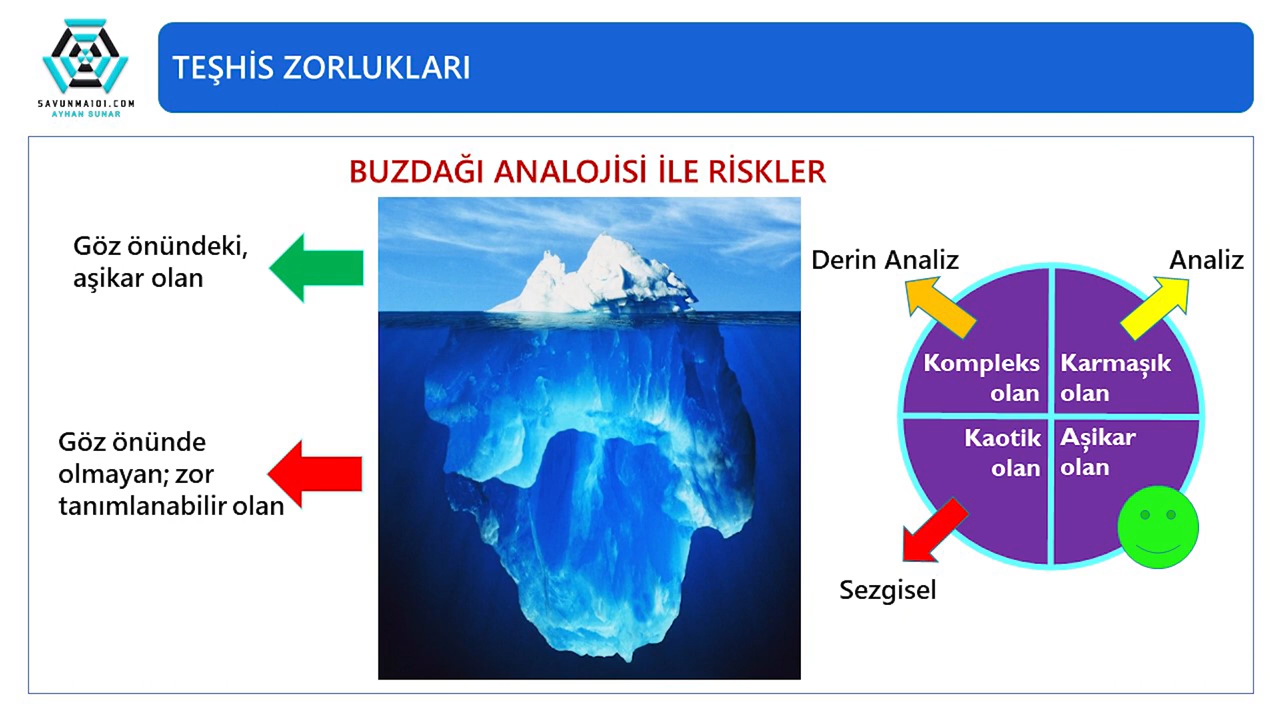 SAVUNMA101.COM
AYHAN SUNAR
TEŞHİS ZORLUKLARI
BUZDAĞI ANALOJİSİ İLE RİSKLER
Göz önündeki,
aşikar olan
Göz önünde
olmayan; zor
tanımlanabilir olan
Derin Analiz
Analiz
Kompleks
olan
Karmaşık
olan
Kaotik
olan
Aşikar
olan
Sezgisel